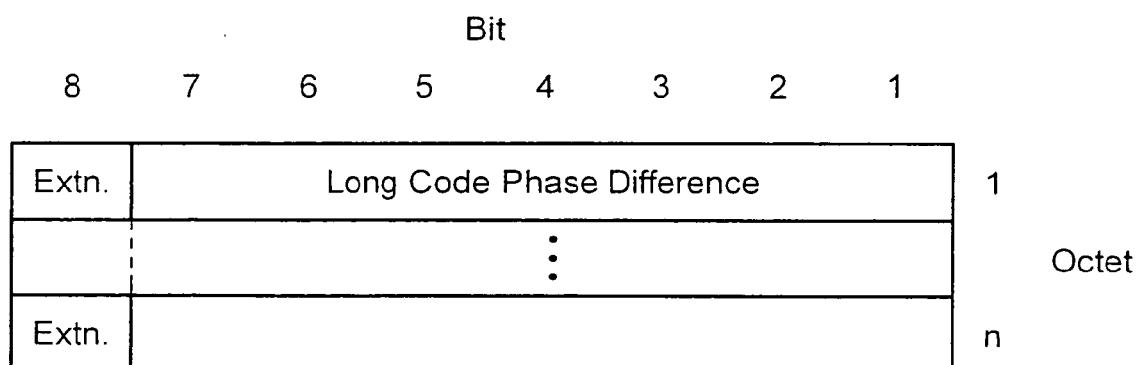 Bit
8 7 6 5 4 3 2 1
Extn. Long Code Phase Difference 1
Octet
Extn. n